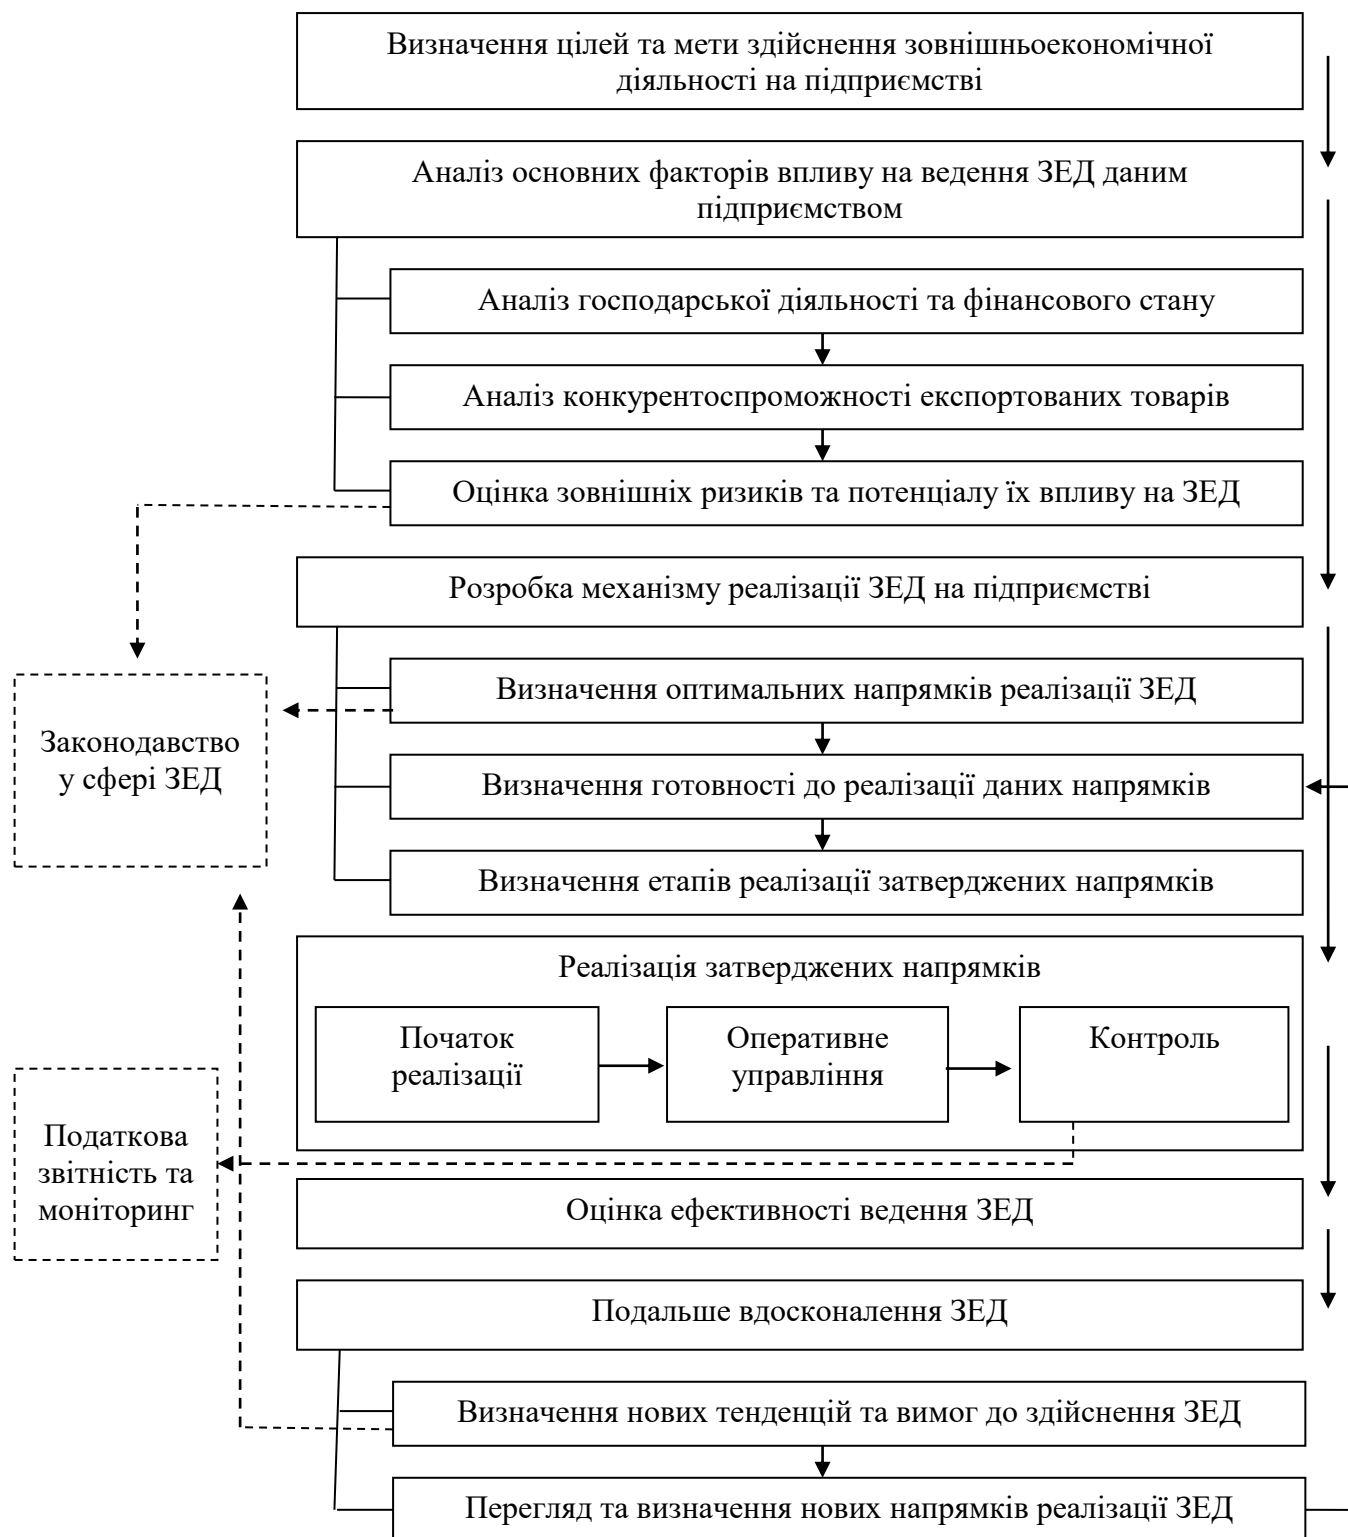 Визначення цілей та мети здійснення зовнішньоекономічної
діяльності на підприємстві
Аналіз основних факторів впливу на ведення ЗЕД даним
підприємством
Аналіз господарської діяльності та фінансового стану
Аналіз конкурентоспроможності експортованих товарів
Оцінка зовнішніх ризиків та потенціалу їх впливу на ЗЕД
Розробка механізму реалізації ЗЕД на підприємстві
Визначення оптимальних напрямків реалізації ЗЕД
Законодавство
у сфері ЗЕД
Визначення готовності до реалізації даних напрямків
Визначення етапів реалізації затверджених напрямків
Реалізація затверджених напрямків
Початок
реалізації
Оперативне
управління
Контроль
Податкова
звітність та
моніторинг
Оцінка ефективності ведення ЗЕД
Подальше вдосконалення ЗЕД
Визначення нових тенденцій та вимог до здійснення ЗЕД
Перегляд та визначення нових напрямків реалізації ЗЕД